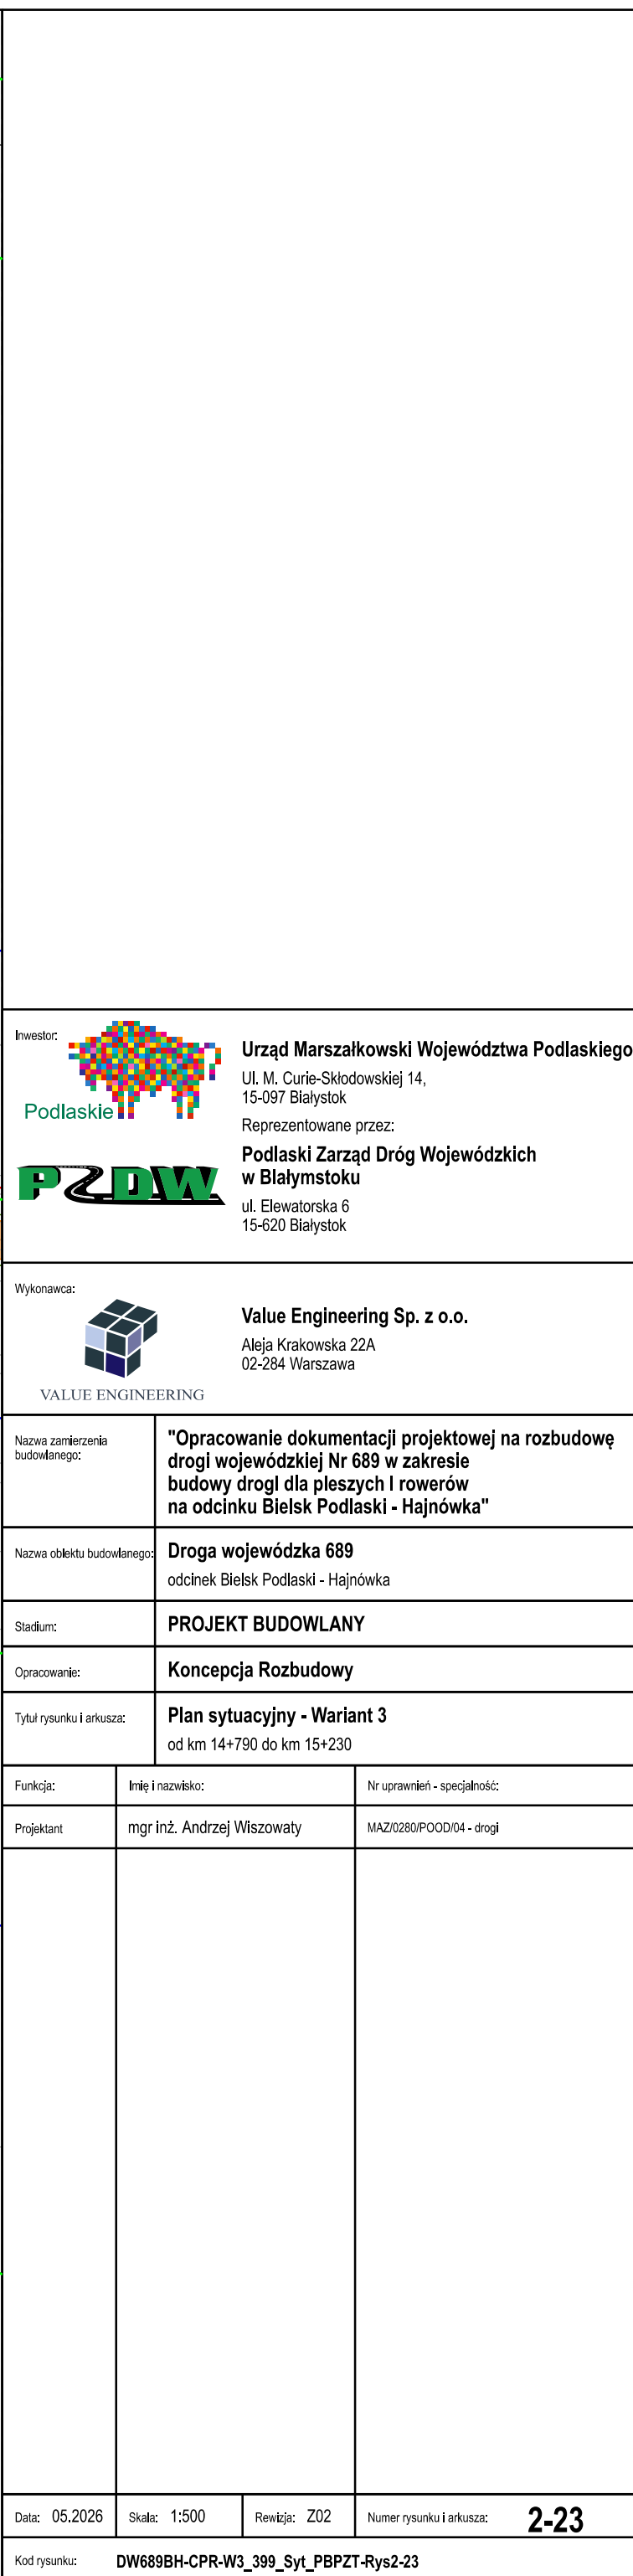 Inwestor:
Podlaskie
PZDW
Urząd Marszałkowski Województwa Podlaskiego
Ul. M. Curie-Skłodowskiej 14,
15-097 Białystok
Reprezentowane przez:
Podlaski Zarząd Dróg Wojewódzkich
w Białymstoku
ul. Elewatorska 6
15-620 Białystok
Wykonawca:
VALUE ENGINEERING
Value Engineering Sp. z o.o.
Aleja Krakowska 22A
02-284 Warszawa
Nazwa zamierzenia
budowlanego:
"Opracowanie dokumentacji projektowej na rozbudowę
drogi wojewódzkiej Nr 689 w zakresie
budowy drogI dla pIeszych I rowerów
na odcinku Bielsk Podlaski - Hajnówka"
Nazwa obiektu budowlanego:
Droga wojewódzka 689
odcinek Bielsk Podlaski - Hajnówka
Stadium:
PROJEKT BUDOWLANY
Opracowanie:
Koncepcja Rozbudowy
Tytuł rysunku i arkusza:
Plan sytuacyjny - Wariant 3
od km 14+790 do km 15+230
Funkcja: Imię i nazwisko: Nr uprawnień - specjalność:
Projektant mgr inż. Andrzej Wiszowaty MAZ/0280/POOD/04 - drogi
Data: 05.2026 Skala: 1:500 Rewizja: Z02 Numer rysunku i arkusza: 2-23
Kod rysunku: DW689BH-CPR-W3_399_Syt_PBPZT-Rys2-23